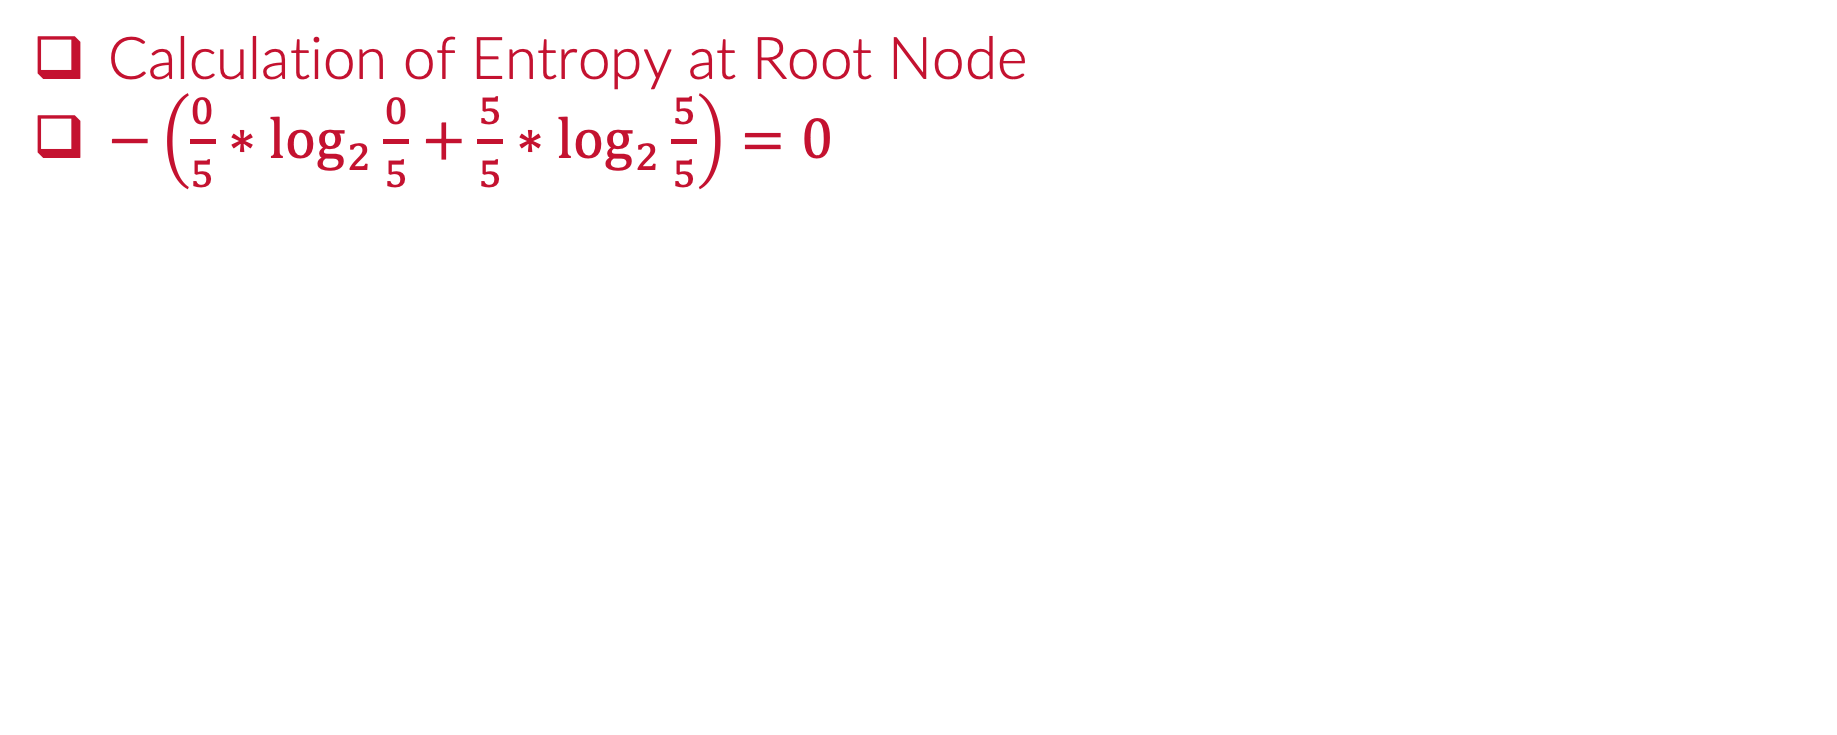 ❑ Calculation of Entropy at Root Node
❑ −(0/5 * log₂ 0/5 + 5/5 * log₂ 5/5) = 0